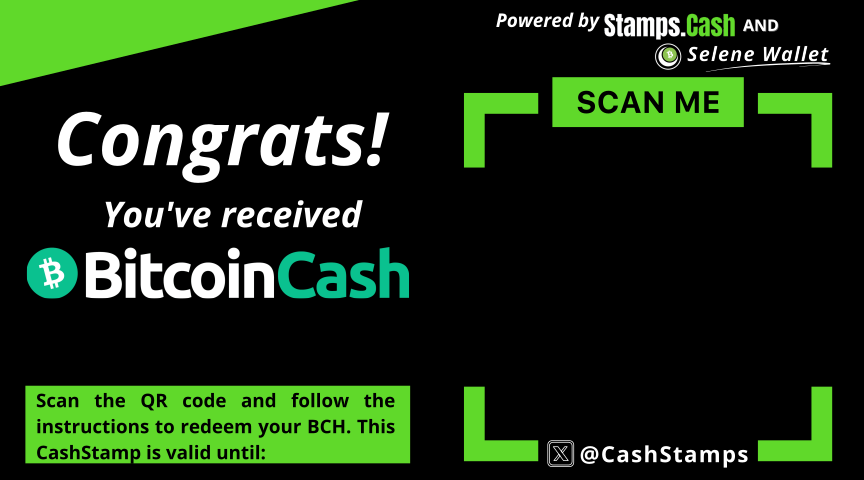 Powered by Stamps.Cash AND
Selene Wallet
SCAN ME
Congrats!
You've received
BitcoinCash
Scan the QR code and follow the
instructions to redeem your BCH. This
CashStamp is valid until:
@CashStamps